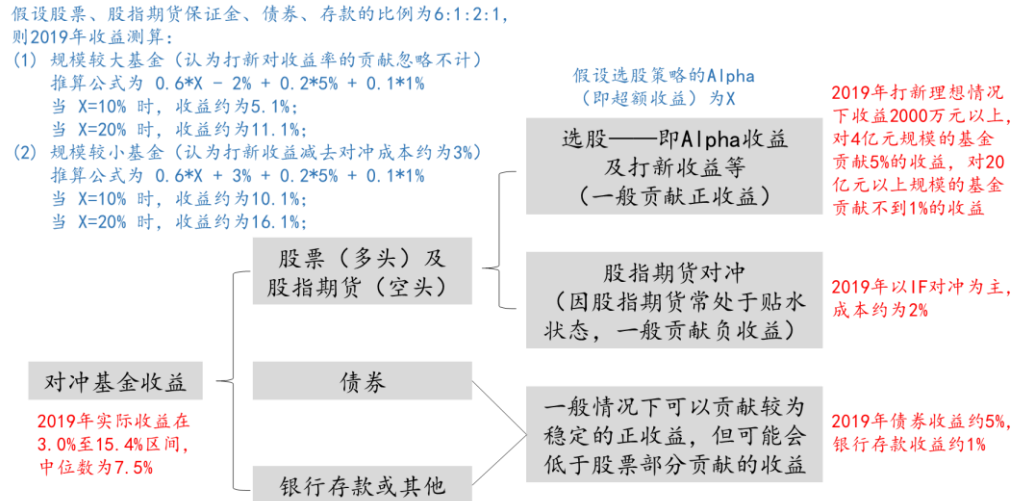 假设股票、股指期货保证金、债券、存款的比例为6:1:2:1,
则2019年收益测算:
(1) 规模较大基金（认为打新对收益率的贡献忽略不计）
推算公式为 0.6*X - 2% + 0.2*5% + 0.1*1%
当 X=10% 时, 收益约为5.1%;
当 X=20% 时, 收益约为11.1%;
(2) 规模较小基金（认为打新收益减去对冲成本约为3%）
推算公式为 0.6*X + 3% + 0.2*5% + 0.1*1%
当 X=10% 时, 收益约为10.1%;
当 X=20% 时, 收益约为16.1%;
假设选股策略的Alpha
（即超额收益）为X
选股——即Alpha收益
及打新收益等
（一般贡献正收益）
2019年打新理想情况
下收益2000万元以上,
对4亿元规模的基金
贡献5%的收益, 对20
亿元以上规模的基金
贡献不到1%的收益
股票（多头）及
股指期货（空头）
股指期货对冲
（因股指期货常处于贴水
状态, 一般贡献负收益）
2019年以IF对冲为主,
成本约为2%
对冲基金收益
2019年实际收益在
3.0%至15.4%区间,
中位数为7.5%
债券
银行存款或其他
一般情况下可以贡献较为
稳定的正收益, 但可能会
低于股票部分贡献的收益
2019年债券收益约5%,
银行存款收益约1%